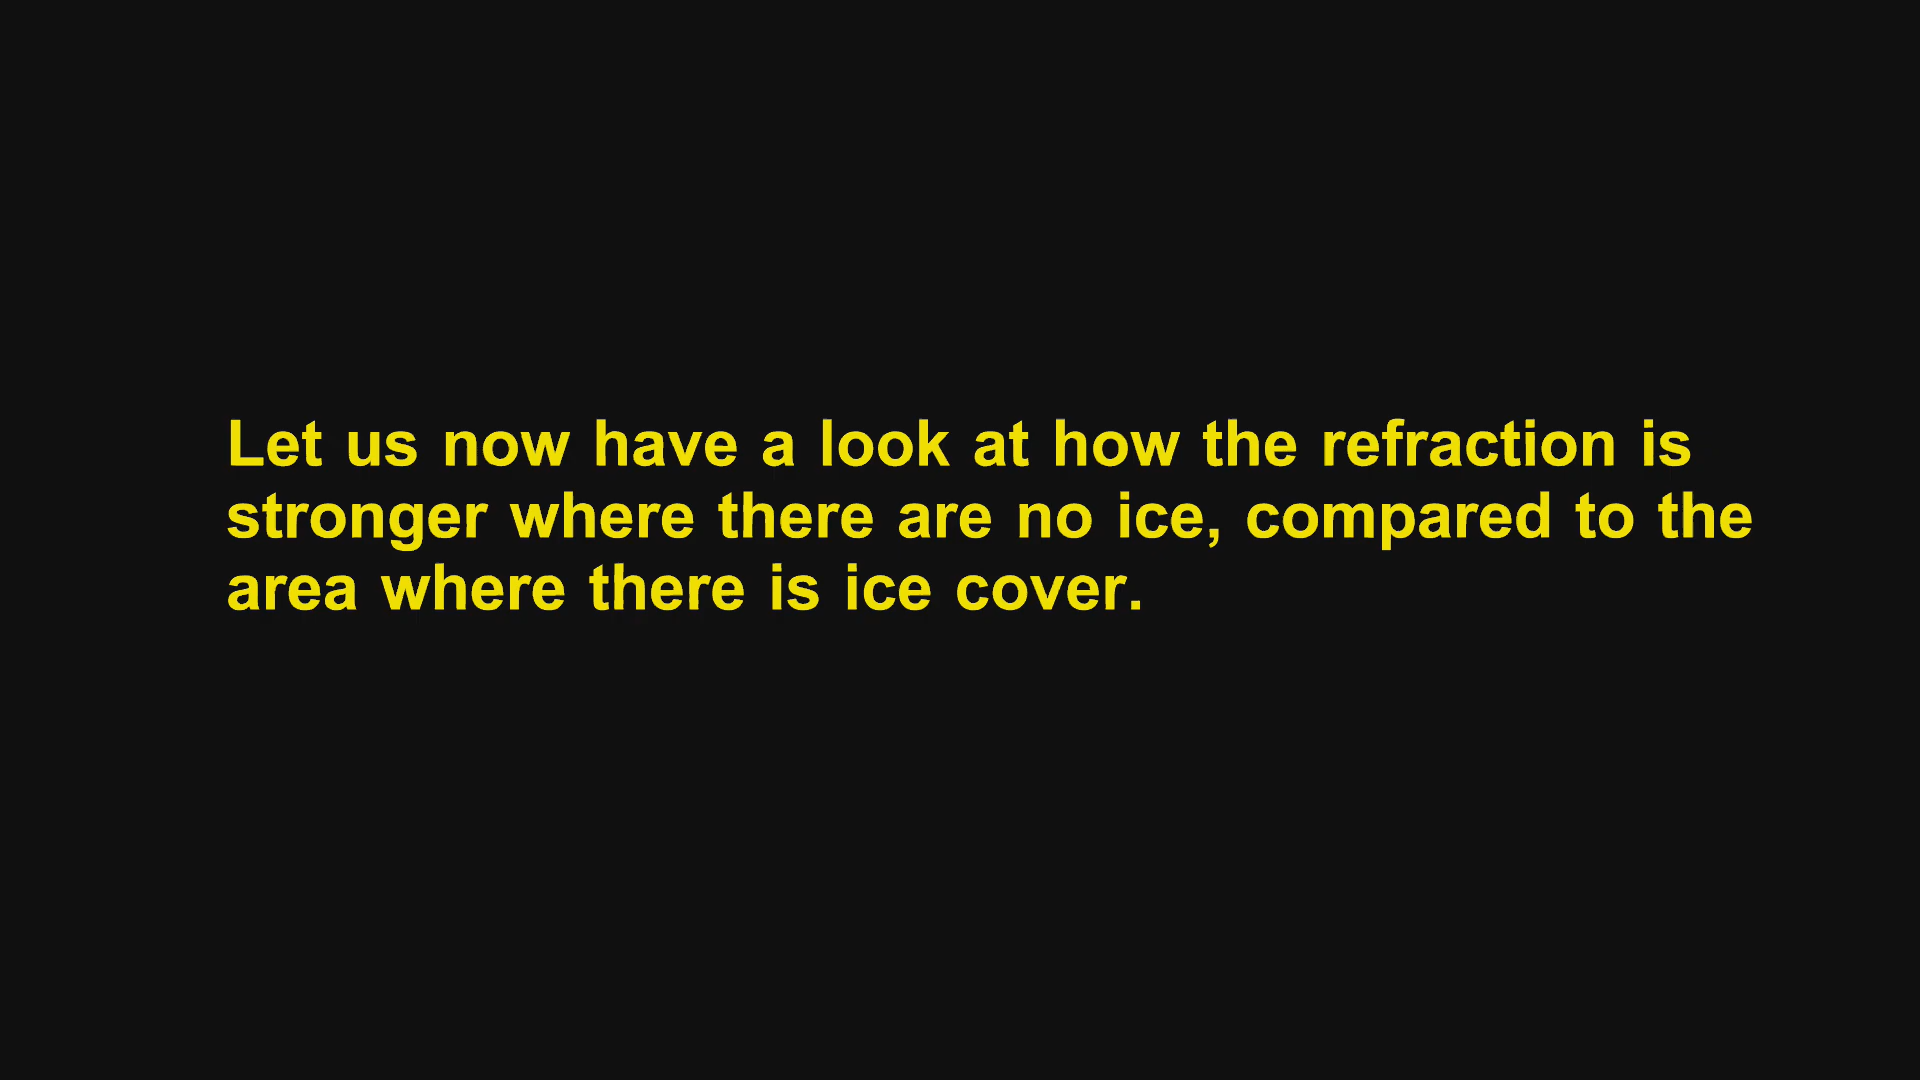 Let us now have a look at how the refraction is
stronger where there are no ice, compared to the
area where there is ice cover.